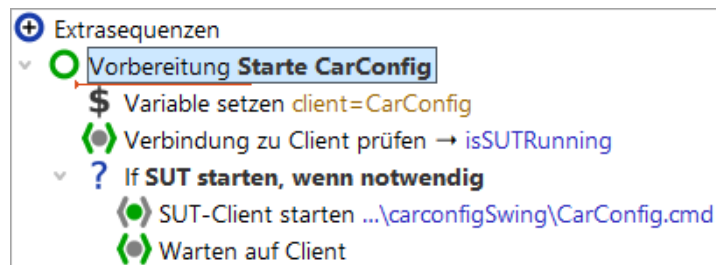 Extrasequenzen
Vorbereitung Starte CarConfig
$ Variable setzen client=CarConfig
Verbindung zu Client prüfen → isSUTRunning
? If SUT starten, wenn notwendig
SUT-Client starten ...\carconfigSwing\CarConfig.cmd
Warten auf Client